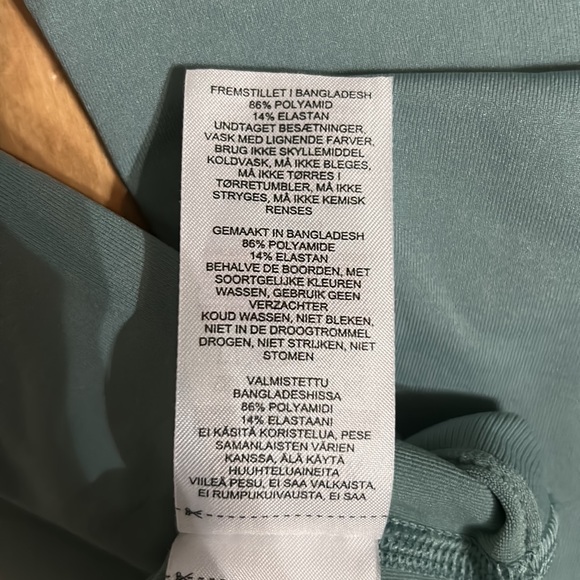 FREMSTILLET I BANGLADESH
86% POLYAMID
14% ELASTAN
UNDTAGET BESÆTNINGER,
VASK MED LIGNENDE FARVER,
BRUG IKKE SKYLLEMIDDEL
KOLDVASK, MÅ IKKE BLEGES,
MÅ IKKE TØRRES I
TØRRETUMBLER, MÅ IKKE
STRYGES, MÅ IKKE KEMISK
RENSES
GEMAAKT IN BANGLADESH
86% POLYAMIDE
14% ELASTAN
BEHALVE DE BOORDEN, MET
SOORTGELIJKE KLEUREN
WASSEN, GEBRUIK GEEN
VERZACHTER
KOUD WASSEN, NIET BLEKEN,
NIET IN DE DROOGTROMMEL
DROGEN, NIET STRIJKEN, NIET
STOMEN
VALMISTETTU
BANGLADESHISSA
86% POLYAMIDI
14% ELASTAANI
EI KÄSITÄ KORISTELUA, PESE
SAMANLAISTEN VÄRIEN
KANSSA, ÄLÄ KÄYTÄ
HUUHTELUAINEITA
VIILEÄ PESU, EI SAA VALKAISTA,
EI RUMPUKUIVAUSTA, EI SAA